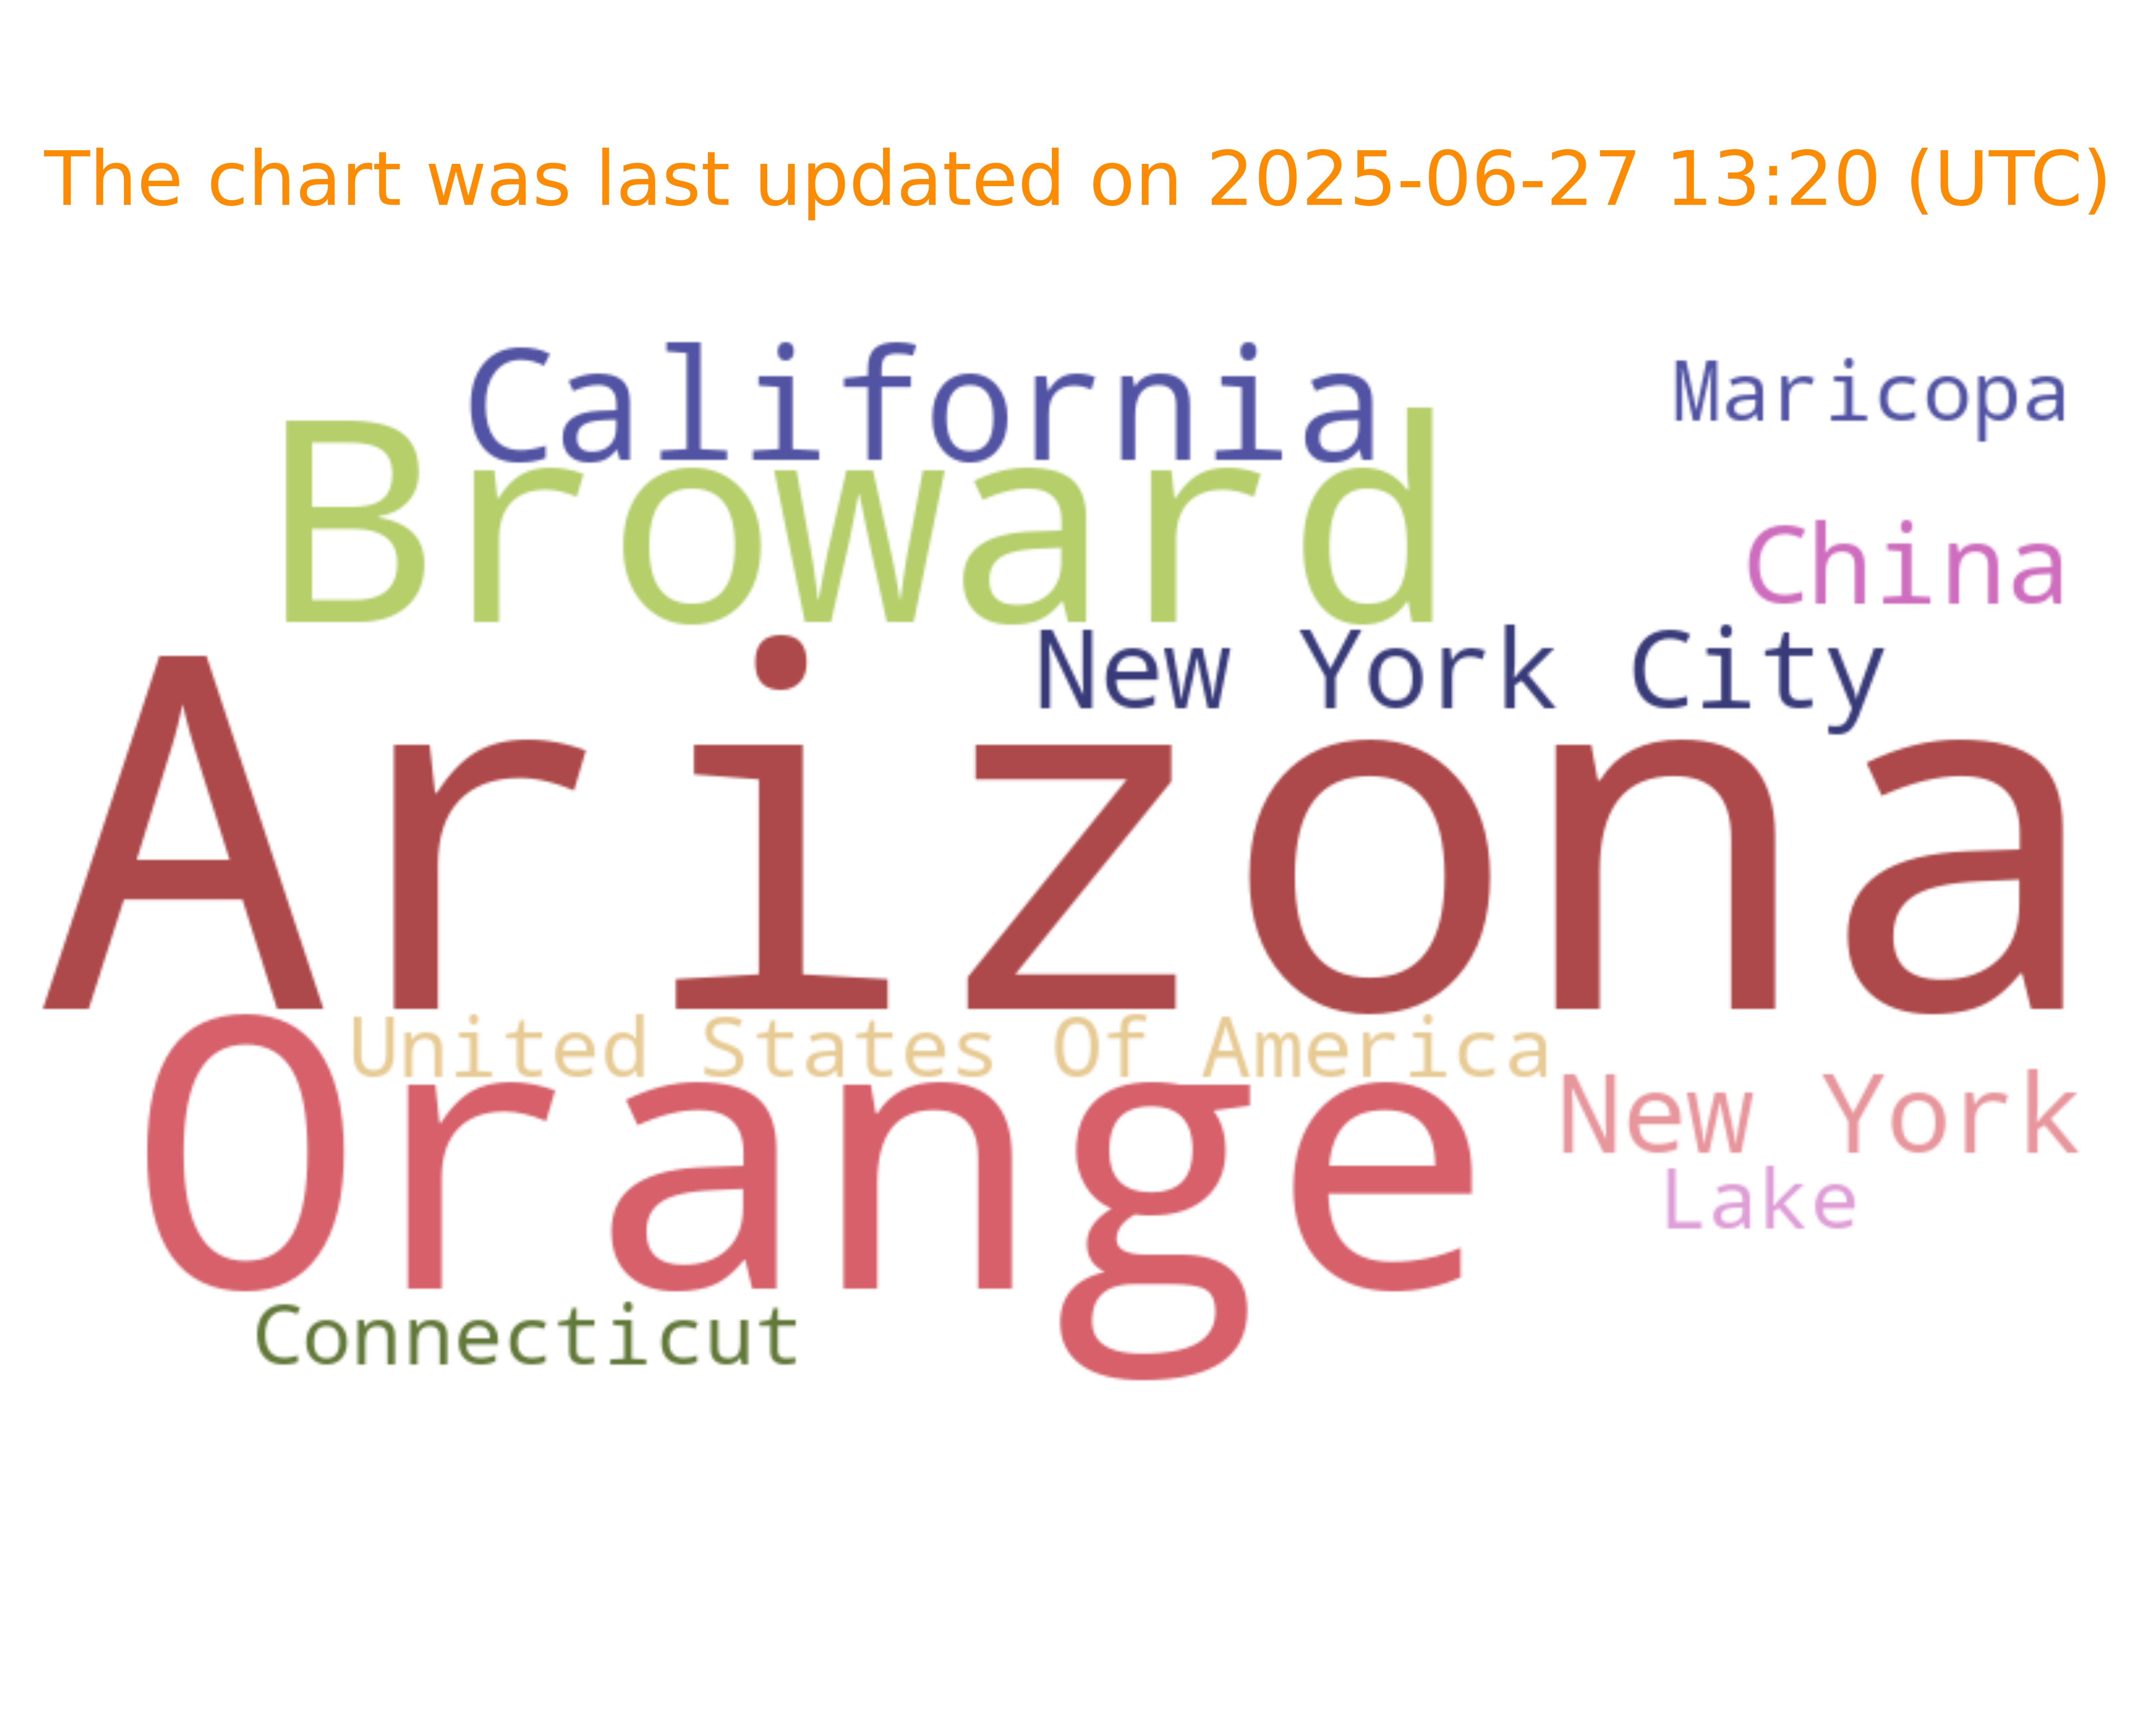 The chart was last updated on 2025-06-27 13:20 (UTC)
California
Maricopa
Broward
China
New York City
Arizona
United States Of America
Orange
New York
Lake
Connecticut